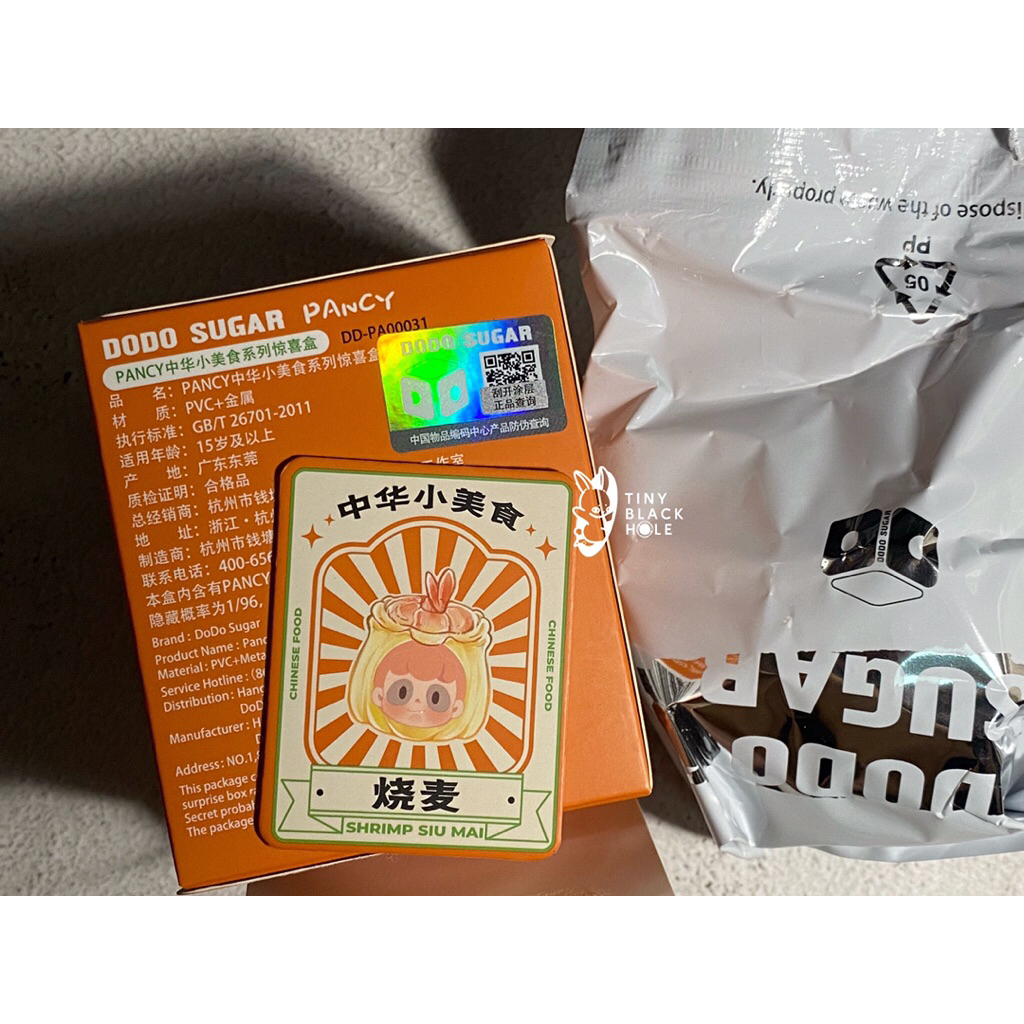 DODO SUGAR PANCY
PANCY中华小美食系列惊喜盒
DD-PA00031
品 名：PANCY中华小美食系列惊喜盒
材 质：PVC+金属
执行标准：GB/T 26701-2011
适用年龄：15岁及以上
产 地：广东东莞
质检证明：合格品
总经销商：杭州市钱塘
地 址：浙江·杭州
制造商：杭州市钱塘
联系电话：400-656
本盒内含有PANCY
隐藏概率为1/96，
Brand : DoDo Sugar
Product Name : Panc
Material : PVC+Meta
Service Hotline : (8
Distribution : Hang
DoD
Manufacturer : H
Address: NO.1,
This package c
surprise box ra
Secret probab
The package
DODO SUGAR
刮开涂层
正品查询
中国物品编码中心产品防伪查询
工作室
中华小美食
CHINESE FOOD
CHINESE FOOD
烧麦
SHRIMP SIU MAI
TINY
BLACK
HOLE
ispose of the waste properly.
05
PP
DODO SUGAR
DODO
SUGAR